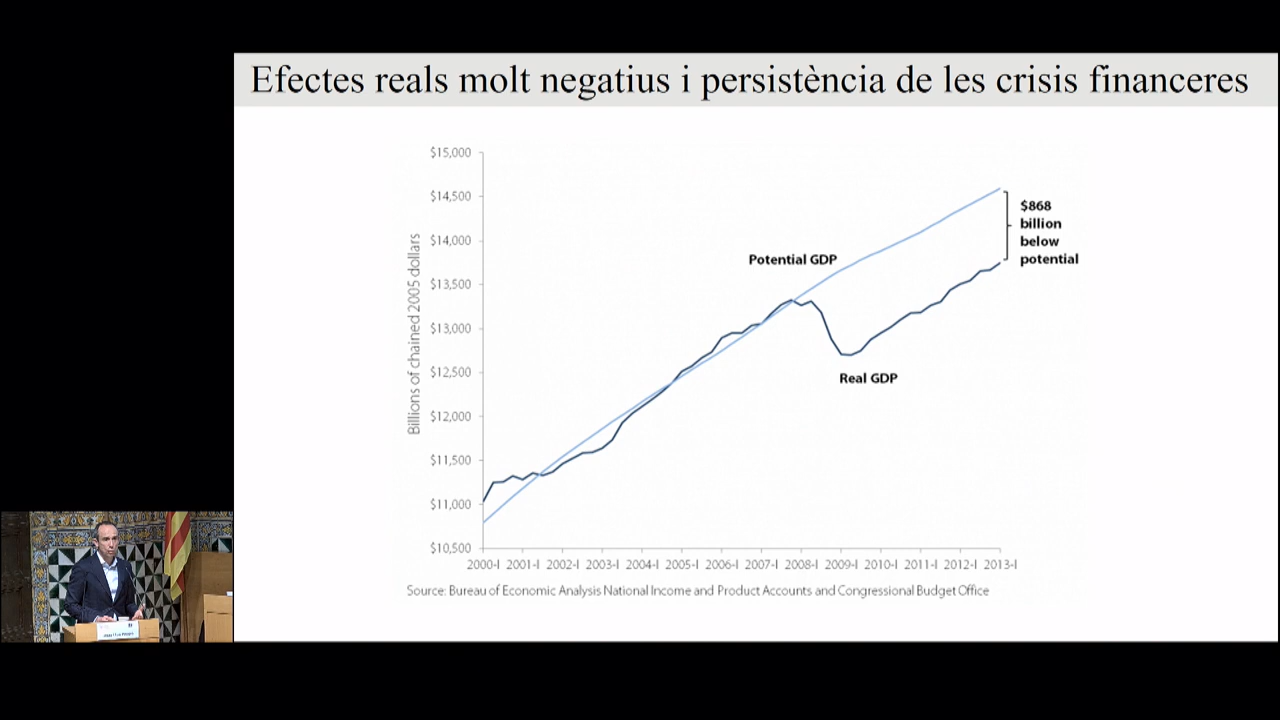 Efectes reals molt negatius i persistència de les crisis financeres
$15,000
$14,500
$14,000
$13,500
$13,000
$12,500
$12,000
$11,500
$11,000
$10,500
Billions of chained 2005 dollars
Potential GDP
Real GDP
$868
billion
below
potential
2000-I 2001-I 2002-I 2003-I 2004-I 2005-I 2006-I 2007-I 2008-I 2009-I 2010-I 2011-I 2012-I 2013-I
Source: Bureau of Economic Analysis National Income and Product Accounts and Congressional Budget Office